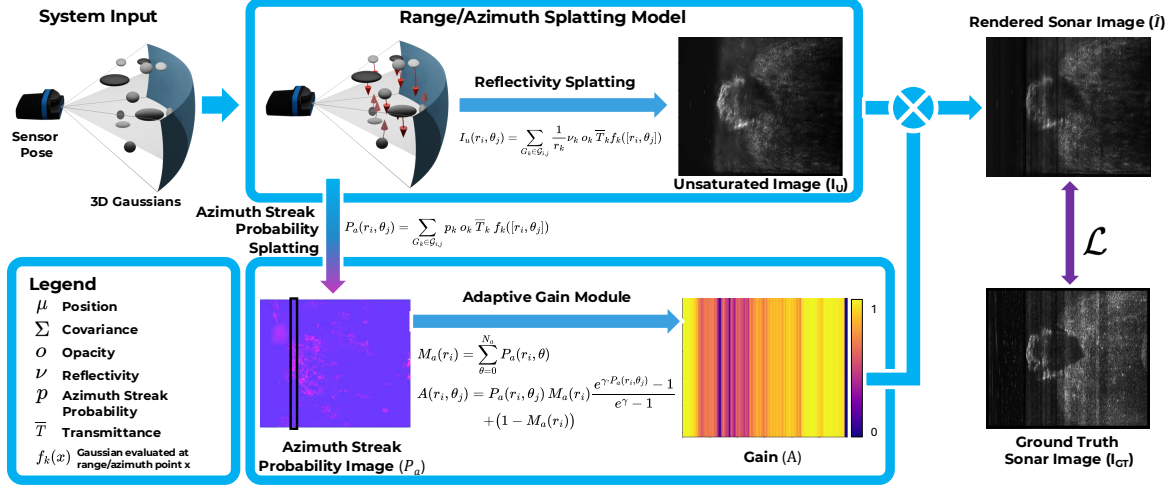 System Input
Sensor
Pose
3D Gaussians
Range/Azimuth Splatting Model
Reflectivity Splatting
I_u(r_i, θ_j) = ∑_{G_k∈𝒢_{i,j}} \frac{1}{r_k} ν_k o_k \overline{T}_k f_k([r_i, θ_j])
Unsaturated Image (I_U)
Rendered Sonar Image (Î)
ℒ
Ground Truth
Sonar Image (I_GT)
Azimuth Streak
Probability
Splatting
P_a(r_i, θ_j) = ∑_{G_k∈𝒢_{i,j}} p_k o_k \overline{T}_k f_k([r_i, θ_j])
Legend
μ Position
Σ Covariance
o Opacity
ν Reflectivity
p Azimuth Streak
Probability
\overline{T} Transmittance
f_k(x) Gaussian evaluated at
range/azimuth point x
Azimuth Streak
Probability Image (P_a)
Adaptive Gain Module
M_a(r_i) = ∑_{θ=0}^{N_a} P_a(r_i, θ)
A(r_i, θ_j) = P_a(r_i, θ_j) M_a(r_i) \frac{e^{γ·P_a(r_i,θ_j)} − 1}{e^γ − 1}
+(1 − M_a(r_i))
1
0
Gain (A)